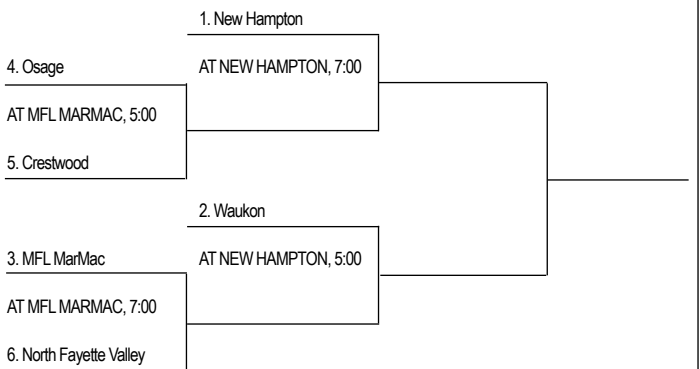 1. New Hampton
4. Osage
AT NEW HAMPTON, 7:00
AT MFL MARMAC, 5:00
5. Crestwood
2. Waukon
3. MFL MarMac
AT NEW HAMPTON, 5:00
AT MFL MARMAC, 7:00
6. North Fayette Valley